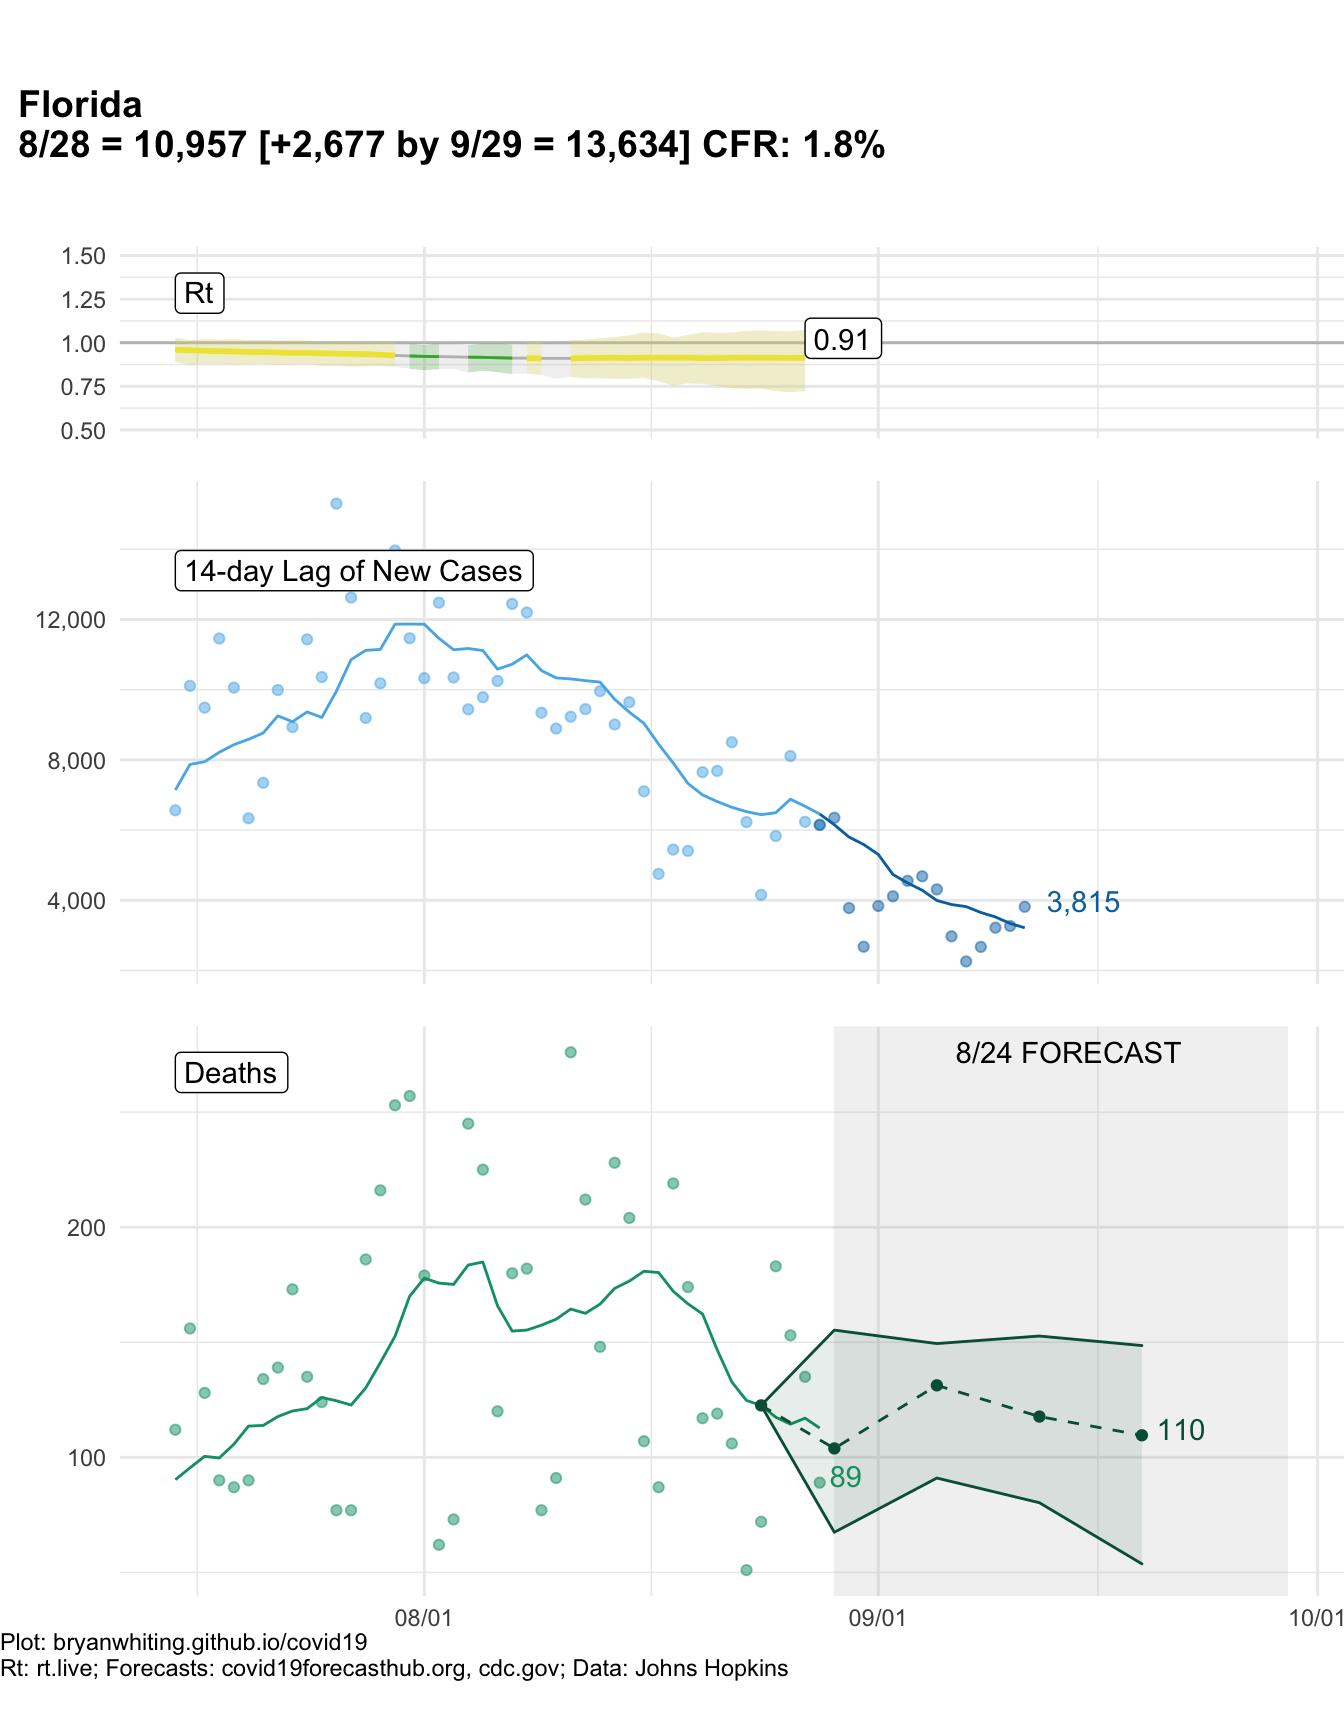 Florida
8/28 = 10,957 [+2,677 by 9/29 = 13,634] CFR: 1.8%
1.50
1.25
1.00
0.75
0.50
Rt
0.91
14-day Lag of New Cases
12,000
8,000
4,000
3,815
Deaths
8/24 FORECAST
200
100
89
110
08/01
09/01
10/01
Plot: bryanwhiting.github.io/covid19
Rt: rt.live; Forecasts: covid19forecasthub.org, cdc.gov; Data: Johns Hopkins